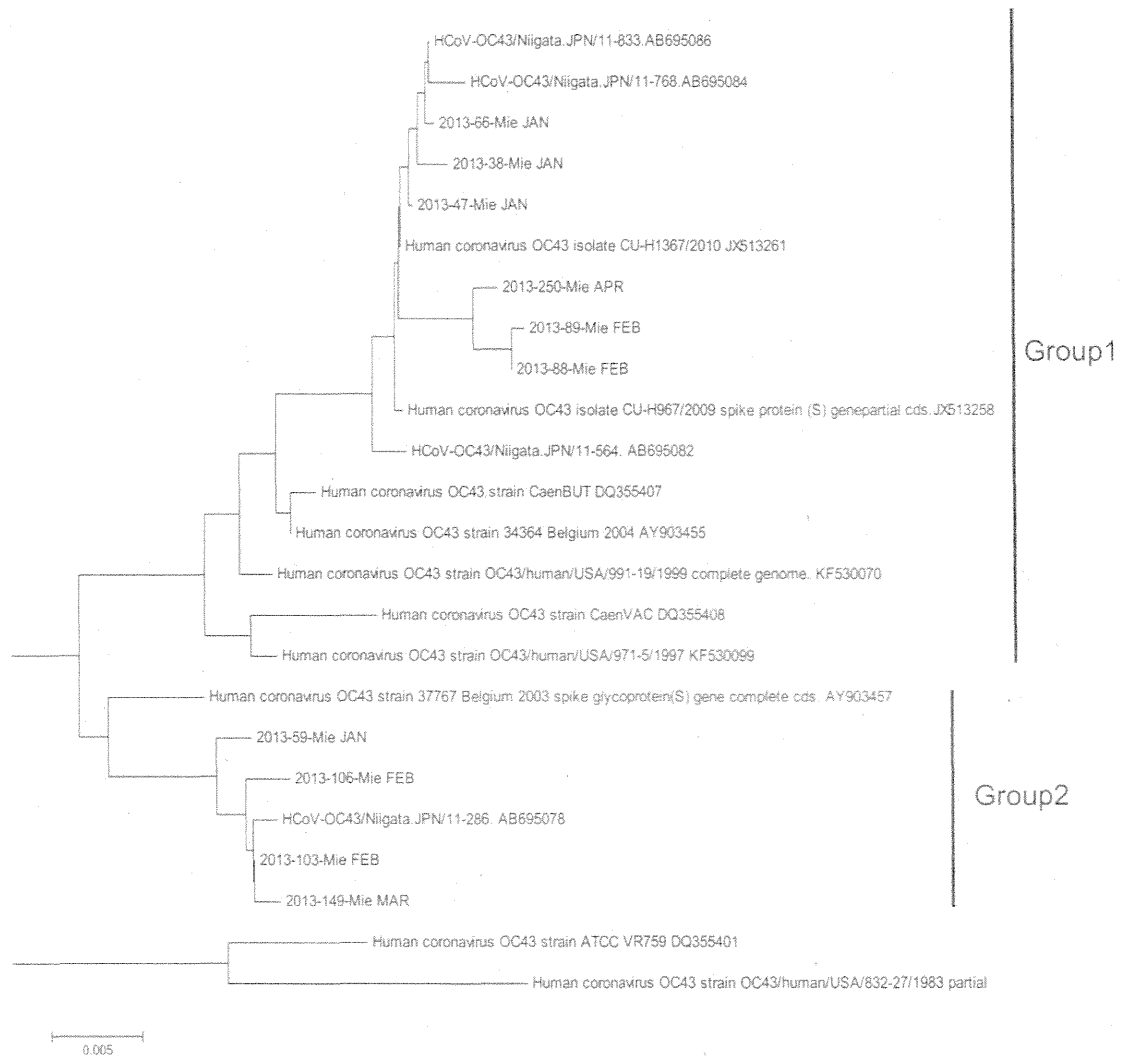 HCoV-OC43/Niigata.JPN/11-833.AB695086
HCoV-OC43/Niigata.JPN/11-768.AB695084
2013-66-Mie JAN
2013-38-Mie JAN
2013-47-Mie JAN
Human coronavirus OC43 isolate CU-H1367/2010 JX513261
2013-250-Mie APR
2013-89-Mie FEB
2013-88-Mie FEB
Group1
Human coronavirus OC43 isolate CU-H967/2009 spike protein (S) genepartial cds.JX513258
HCoV-OC43/Niigata.JPN/11-564. AB695082
Human coronavirus OC43.strain CaenBUT DQ355407
Human coronavirus OC43 strain 34364 Belgium 2004 AY903455
Human coronavirus OC43 strain OC43/human/USA/991-19/1999 complete genome. KF530070
Human coronavirus OC43 strain CaenVAC DQ355408
Human coronavirus OC43 strain OC43/human/USA/971-5/1997 KF530099
Human coronavirus OC43 strain 37767 Belgium 2003 spike glycoprotein(S) gene complete cds. AY903457
2013-59-Mie JAN
2013-106-Mie FEB
Group2
HCoV-OC43/Niigata.JPN/11-286. AB695078
2013-103-Mie FEB
2013-149-Mie MAR
Human coronavirus OC43 strain ATCC VR759 DQ355401
Human coronavirus OC43 strain OC43/human/USA/832-27/1983 partial
0.005